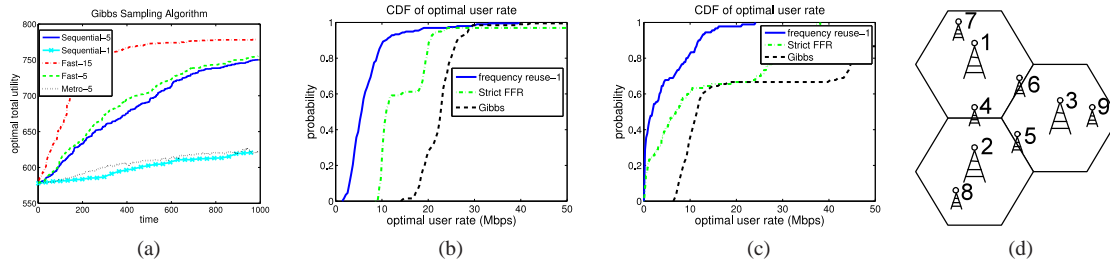 Gibbs Sampling Algorithm
Sequential–5
Sequential–1
Fast–15
Fast–5
Metro–5
optimal total utility
800
750
700
650
600
550
0
200
400
600
800
1000
time
(a)
CDF of optimal user rate
frequency reuse–1
Strict FFR
Gibbs
probability
1
0.8
0.6
0.4
0.2
0
0
10
20
30
40
50
optimal user rate (Mbps)
(b)
CDF of optimal user rate
frequency reuse–1
Strict FFR
Gibbs
probability
1
0.8
0.6
0.4
0.2
0
0
10
20
30
40
50
optimal user rate (Mbps)
(c)
7
1
6
4
3
9
5
2
8
(d)